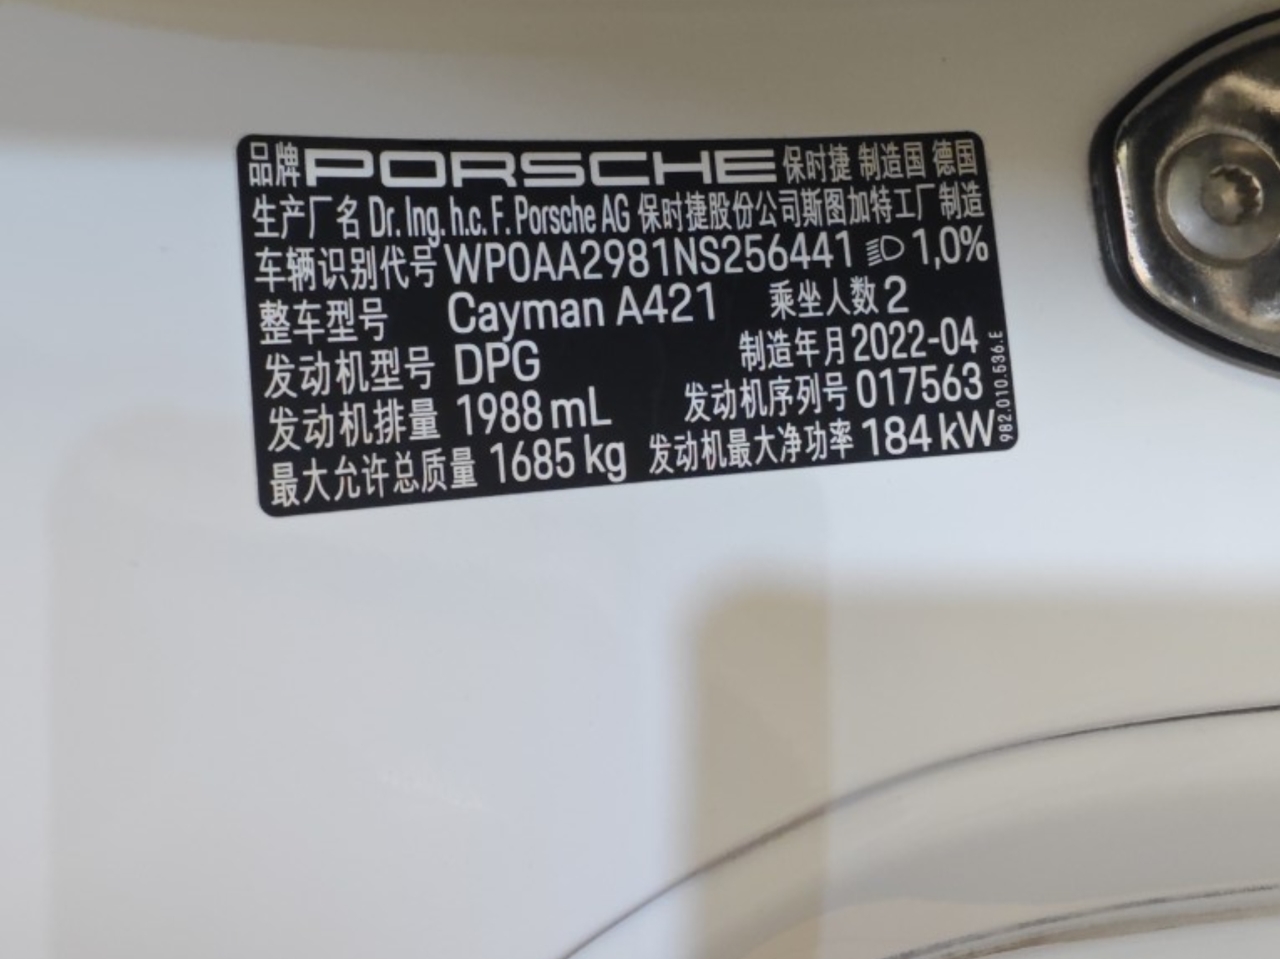 品牌 PORSCHE 保时捷 制造国 德国
生产厂名 Dr. Ing. h.c. F. Porsche AG 保时捷股份公司斯图加特工厂制造
车辆识别代号 WP0AA2981NS256441 1,0%
整车型号 Cayman A421 乘坐人数 2
发动机型号 DPG 制造年月 2022-04
发动机排量 1988 mL 发动机序列号 017563
最大允许总质量 1685 kg 发动机最大净功率 184 kW
982.010.536.E